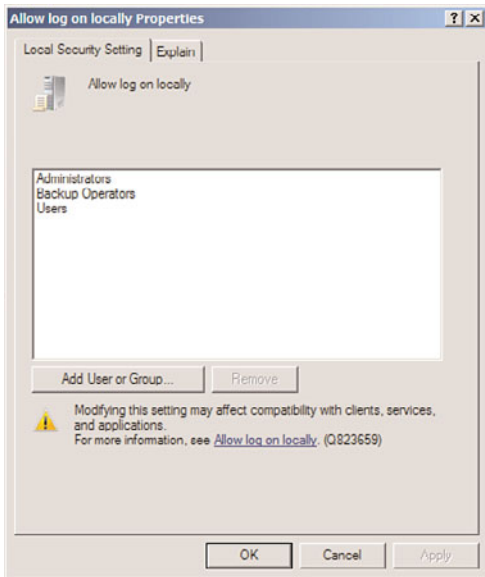 Allow log on locally Properties
Local Security Setting
Explain
Allow log on locally
Administrators
Backup Operators
Users
Add User or Group...
Remove
Modifying this setting may affect compatibility with clients, services,
and applications.
For more information, see Allow log on locally. (Q823659)
OK
Cancel
Apply